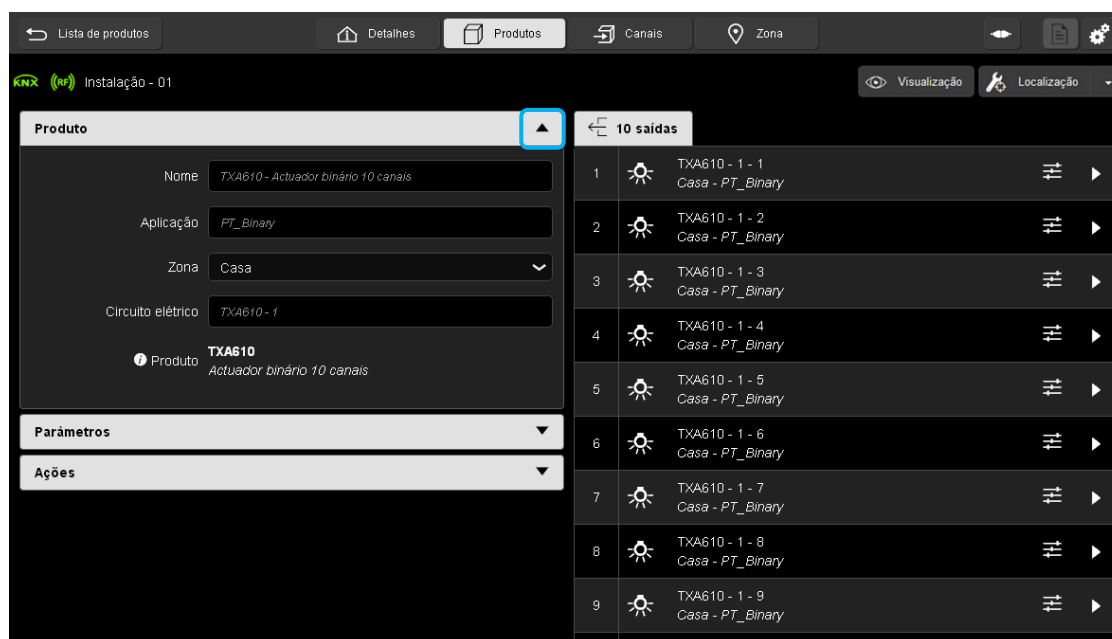 Lista de produtos
Detalhes
Produtos
Canais
Zona
KNX ((RF)) Instalação - 01
Visualização
Localização
Produto
Nome TXA610 - Actuador binário 10 canais
Aplicação PT_Binary
Zona Casa
Circuito elétrico TXA610 - 1
Produto TXA610
Actuador binário 10 canais
Parámetros
Ações
10 saídas
1 TXA610 - 1 - 1
Casa - PT_Binary
2 TXA610 - 1 - 2
Casa - PT_Binary
3 TXA610 - 1 - 3
Casa - PT_Binary
4 TXA610 - 1 - 4
Casa - PT_Binary
5 TXA610 - 1 - 5
Casa - PT_Binary
6 TXA610 - 1 - 6
Casa - PT_Binary
7 TXA610 - 1 - 7
Casa - PT_Binary
8 TXA610 - 1 - 8
Casa - PT_Binary
9 TXA610 - 1 - 9
Casa - PT_Binary